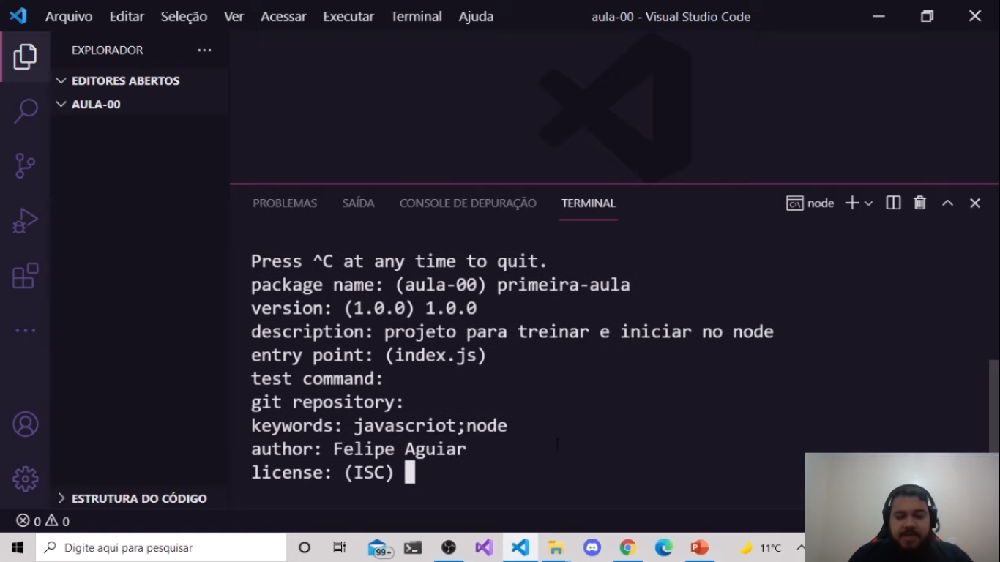 Arquivo Editar Seleção Ver Acessar Executar Terminal Ajuda aula-00 - Visual Studio Code
EXPLORADOR
EDITORES ABERTOS
AULA-00
PROBLEMAS SAÍDA CONSOLE DE DEPURAÇÃO TERMINAL node
Press ^C at any time to quit.
package name: (aula-00) primeira-aula
version: (1.0.0) 1.0.0
description: projeto para treinar e iniciar no node
entry point: (index.js)
test command:
git repository:
keywords: javascriot;node
author: Felipe Aguiar
license: (ISC)
ESTRUTURA DO CÓDIGO
0 0
Digite aqui para pesquisar 99+ 11°C